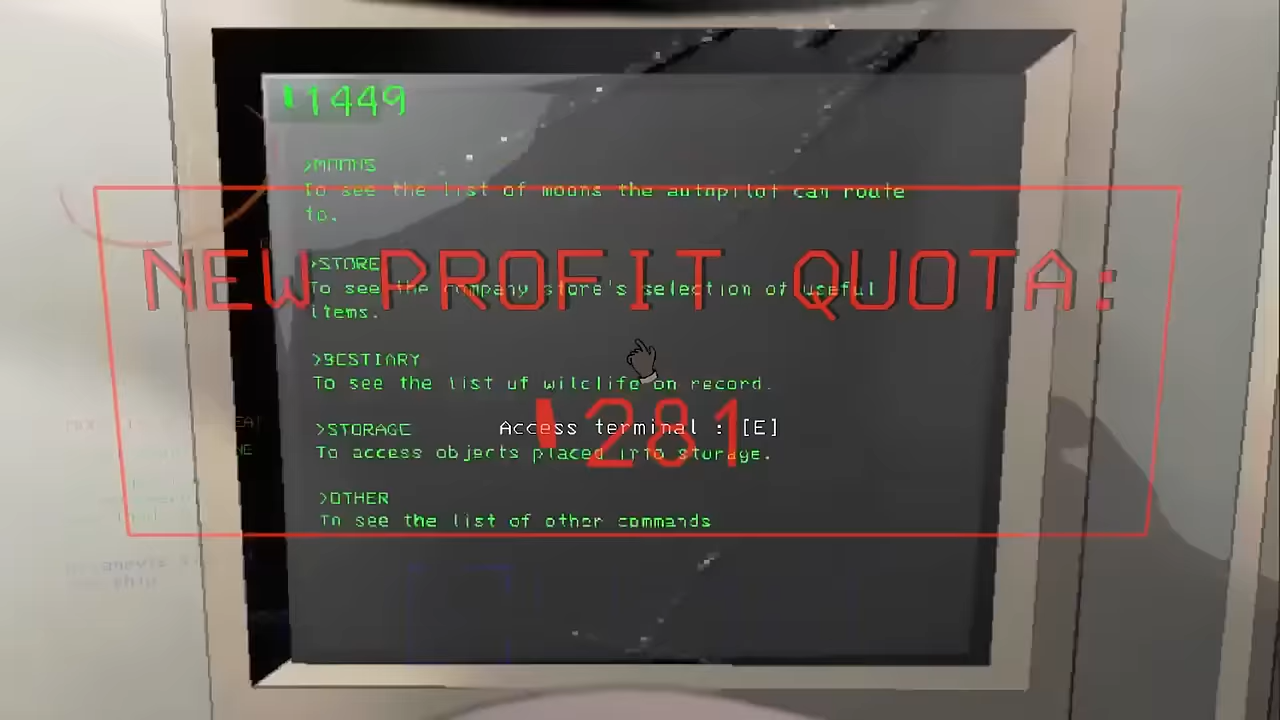 ▮1449
>MOONS
To see the list of moons the autopilot can route
to.
>STORE
To see the company store's selection of useful
items.
>BESTIARY
To see the list of wildlife on record.
>STORAGE
To access objects placed into storage.
>OTHER
To see the list of other commands
NEW PROFIT QUOTA:
▮281
Access terminal : [E]